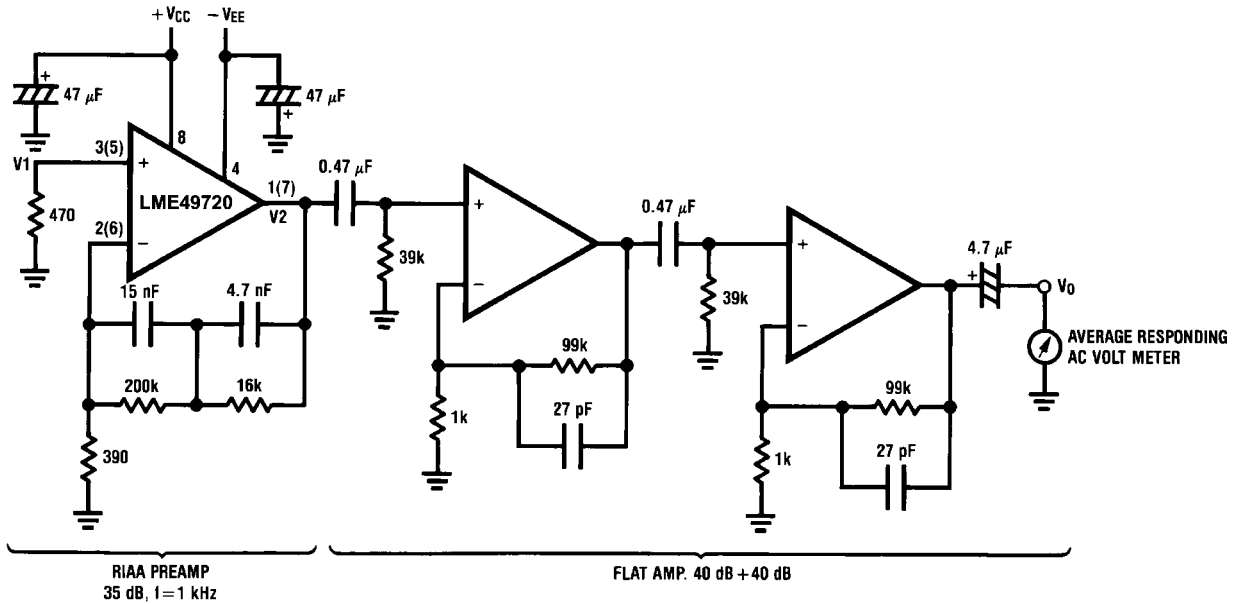 +VCC
−VEE
+
47 µF
47 µF
+
V1
3(5)
+
8
4
LME49720
1(7)
V2
470
2(6)
−
0.47 µF
39k
+
−
0.47 µF
39k
+
−
4.7 µF
+
VO
AVERAGE RESPONDING
AC VOLT METER
15 nF
4.7 nF
200k
16k
390
99k
1k
27 pF
99k
1k
27 pF
RIAA PREAMP
35 dB, f=1 kHz
FLAT AMP. 40 dB + 40 dB